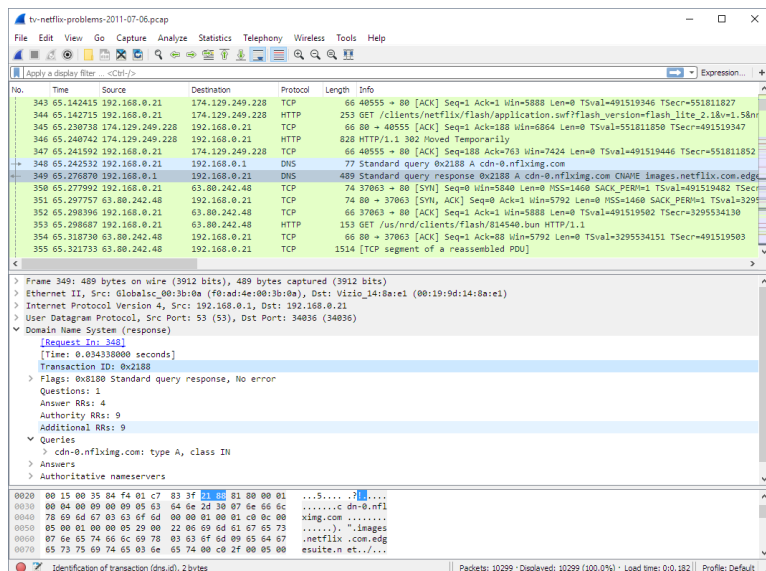 tv-netflix-problems-2011-07-06.pcap
File Edit View Go Capture Analyze Statistics Telephony Wireless Tools Help
Apply a display filter ... <Ctrl-/> Expression... +
No. Time Source Destination Protocol Length Info
343 65.142415 192.168.0.21 174.129.249.228 TCP 66 40555 → 80 [ACK] Seq=1 Ack=1 Win=5888 Len=0 TSval=491519346 TSecr=551811827
344 65.142715 192.168.0.21 174.129.249.228 HTTP 253 GET /clients/netflix/flash/application.swf?flash_version=flash_lite_2.1&v=1.5&n
345 65.230738 174.129.249.228 192.168.0.21 TCP 66 80 → 40555 [ACK] Seq=1 Ack=188 Win=6864 Len=0 TSval=551811850 TSecr=491519347
346 65.240742 174.129.249.228 192.168.0.21 HTTP 828 HTTP/1.1 302 Moved Temporarily
347 65.241592 192.168.0.21 174.129.249.228 TCP 66 40555 → 80 [ACK] Seq=188 Ack=763 Win=7424 Len=0 TSval=491519446 TSecr=551811852
348 65.242532 192.168.0.21 192.168.0.1 DNS 77 Standard query 0x2188 A cdn-0.nflximg.com
349 65.276870 192.168.0.1 192.168.0.21 DNS 489 Standard query response 0x2188 A cdn-0.nflximg.com CNAME images.netflix.com.edge
350 65.277992 192.168.0.21 63.80.242.48 TCP 74 37063 → 80 [SYN] Seq=0 Win=5840 Len=0 MSS=1460 SACK_PERM=1 TSval=491519482 TSecr
351 65.297757 63.80.242.48 192.168.0.21 TCP 74 80 → 37063 [SYN, ACK] Seq=0 Ack=1 Win=5792 Len=0 MSS=1460 SACK_PERM=1 TSval=3295
352 65.298396 192.168.0.21 63.80.242.48 TCP 66 37063 → 80 [ACK] Seq=1 Ack=1 Win=5888 Len=0 TSval=491519502 TSecr=3295534130
353 65.298687 192.168.0.21 63.80.242.48 HTTP 153 GET /us/nrd/clients/flash/814540.bun HTTP/1.1
354 65.318730 63.80.242.48 192.168.0.21 TCP 66 80 → 37063 [ACK] Seq=1 Ack=88 Win=5792 Len=0 TSval=3295534151 TSecr=491519503
355 65.321733 63.80.242.48 192.168.0.21 TCP 1514 [TCP segment of a reassembled PDU]
Frame 349: 489 bytes on wire (3912 bits), 489 bytes captured (3912 bits)
Ethernet II, Src: Globalsc_00:3b:0a (f0:ad:4e:00:3b:0a), Dst: Vizio_14:8a:e1 (00:19:9d:14:8a:e1)
Internet Protocol Version 4, Src: 192.168.0.1, Dst: 192.168.0.21
User Datagram Protocol, Src Port: 53 (53), Dst Port: 34036 (34036)
Domain Name System (response)
[Request In: 348]
[Time: 0.034338000 seconds]
Transaction ID: 0x2188
Flags: 0x8180 Standard query response, No error
Questions: 1
Answer RRs: 4
Authority RRs: 9
Additional RRs: 9
Queries
cdn-0.nflximg.com: type A, class IN
Answers
Authoritative nameservers
0020 00 15 00 35 84 f4 01 c7 83 3f 21 88 81 80 00 01 ...5.... .?!.....
0030 00 04 00 09 00 09 05 63 64 6e 2d 30 07 6e 66 6c .......c dn-0.nfl
0040 78 69 6d 67 03 63 6f 6d 00 00 01 00 01 c0 0c 00 ximg.com ........
0050 05 00 01 00 00 05 29 00 22 06 69 6d 61 67 65 73 ......). ".images
0060 07 6e 65 74 66 6c 69 78 03 63 6f 6d 09 65 64 67 .netflix .com.edg
0070 65 73 75 69 74 65 03 6e 65 74 00 c0 2f 00 05 00 esuite.n et../...
Identification of transaction (dns.id), 2 bytes Packets: 10299 · Displayed: 10299 (100.0%) · Load time: 0:0.182 Profile: Default